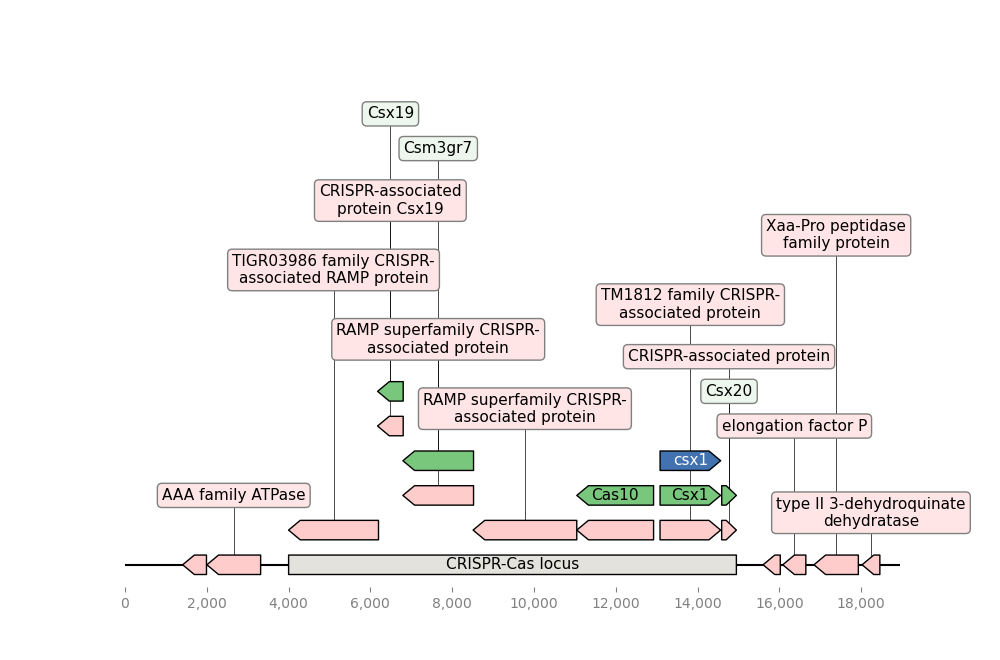 Csx19
Csm3gr7
CRISPR-associated
protein Csx19
Xaa-Pro peptidase
family protein
TIGR03986 family CRISPR-
associated RAMP protein
TM1812 family CRISPR-
associated protein
RAMP superfamily CRISPR-
associated protein
CRISPR-associated protein
Csx20
RAMP superfamily CRISPR-
associated protein
elongation factor P
csx1
AAA family ATPase
Cas10
Csx1
type II 3-dehydroquinate
dehydratase
CRISPR-Cas locus
0 2,000 4,000 6,000 8,000 10,000 12,000 14,000 16,000 18,000